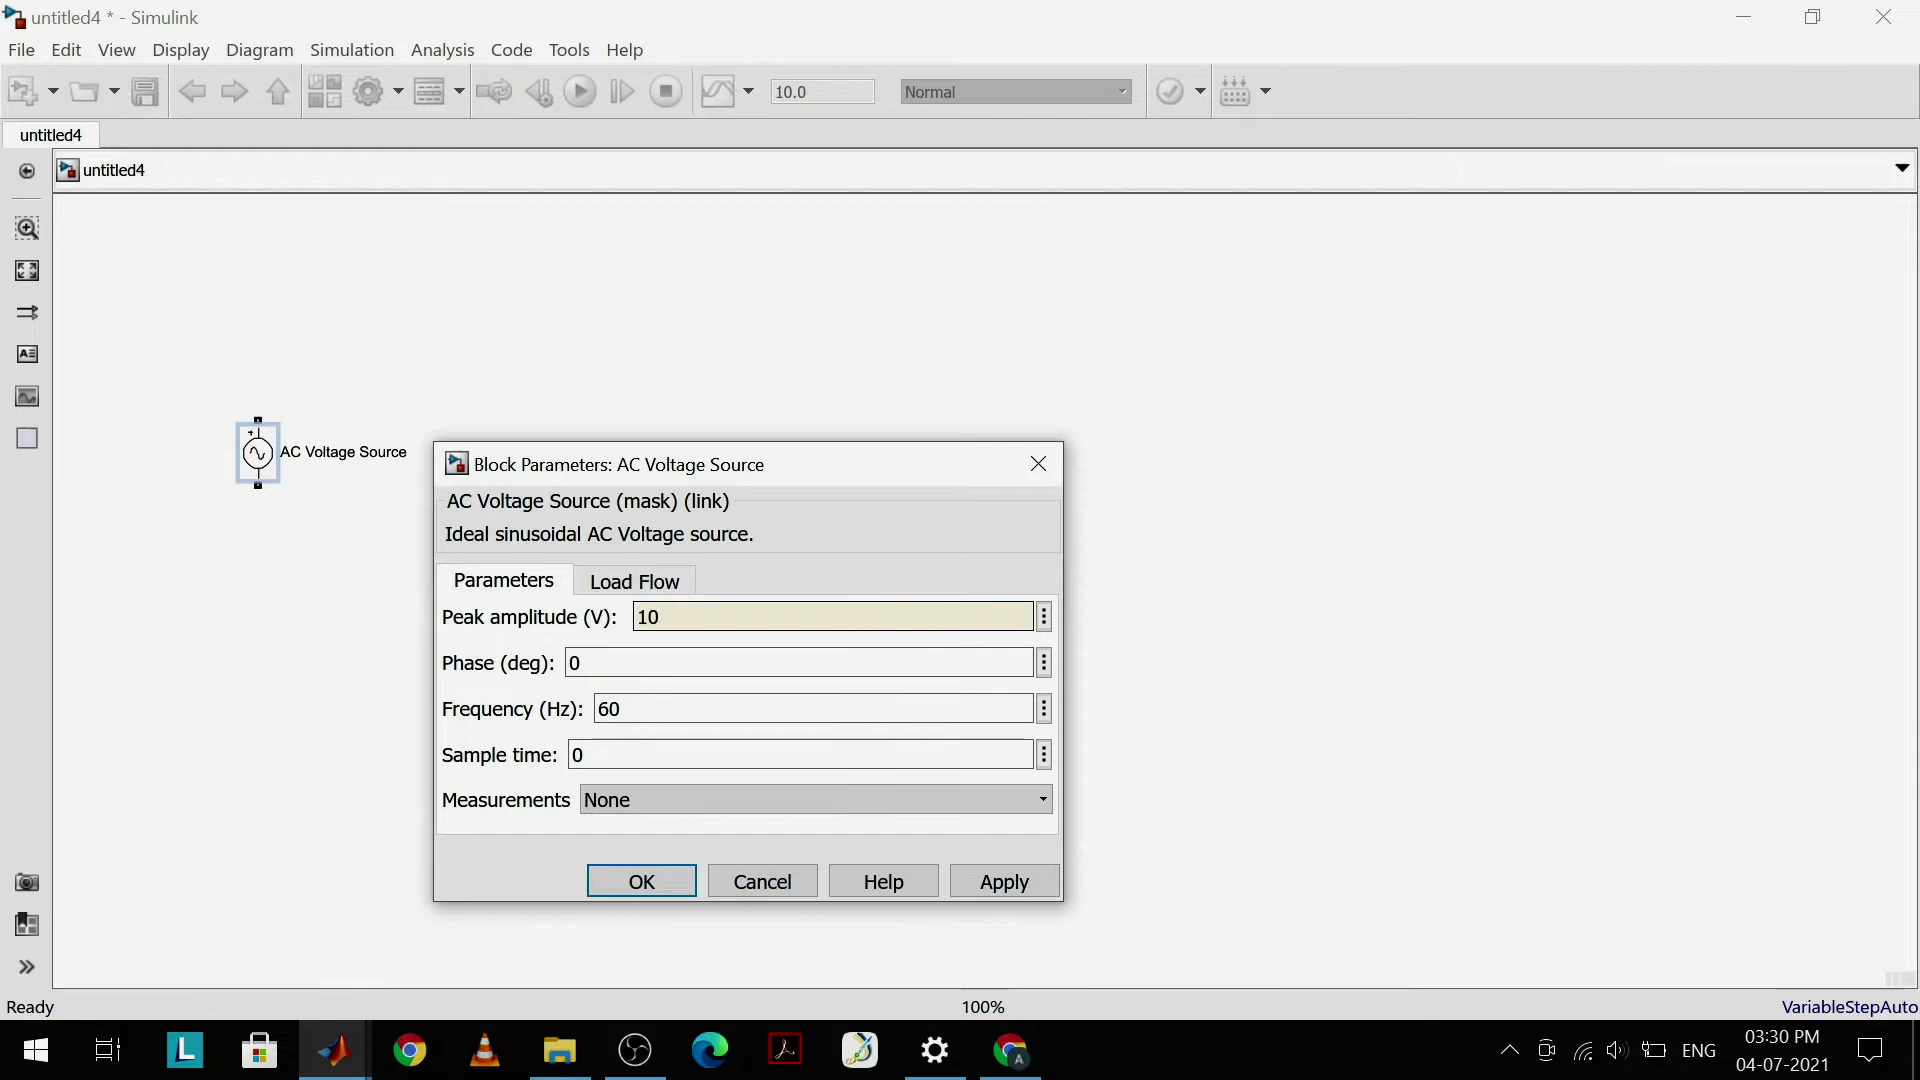 untitled4 * - Simulink
File Edit View Display Diagram Simulation Analysis Code Tools Help
10.0 Normal
untitled4
untitled4
AC Voltage Source
Block Parameters: AC Voltage Source
AC Voltage Source (mask) (link)
Ideal sinusoidal AC Voltage source.
Parameters Load Flow
Peak amplitude (V): 10
Phase (deg): 0
Frequency (Hz): 60
Sample time: 0
Measurements None
OK Cancel Help Apply
Ready 100% VariableStepAuto
L A ENG 03:30 PM
04-07-2021